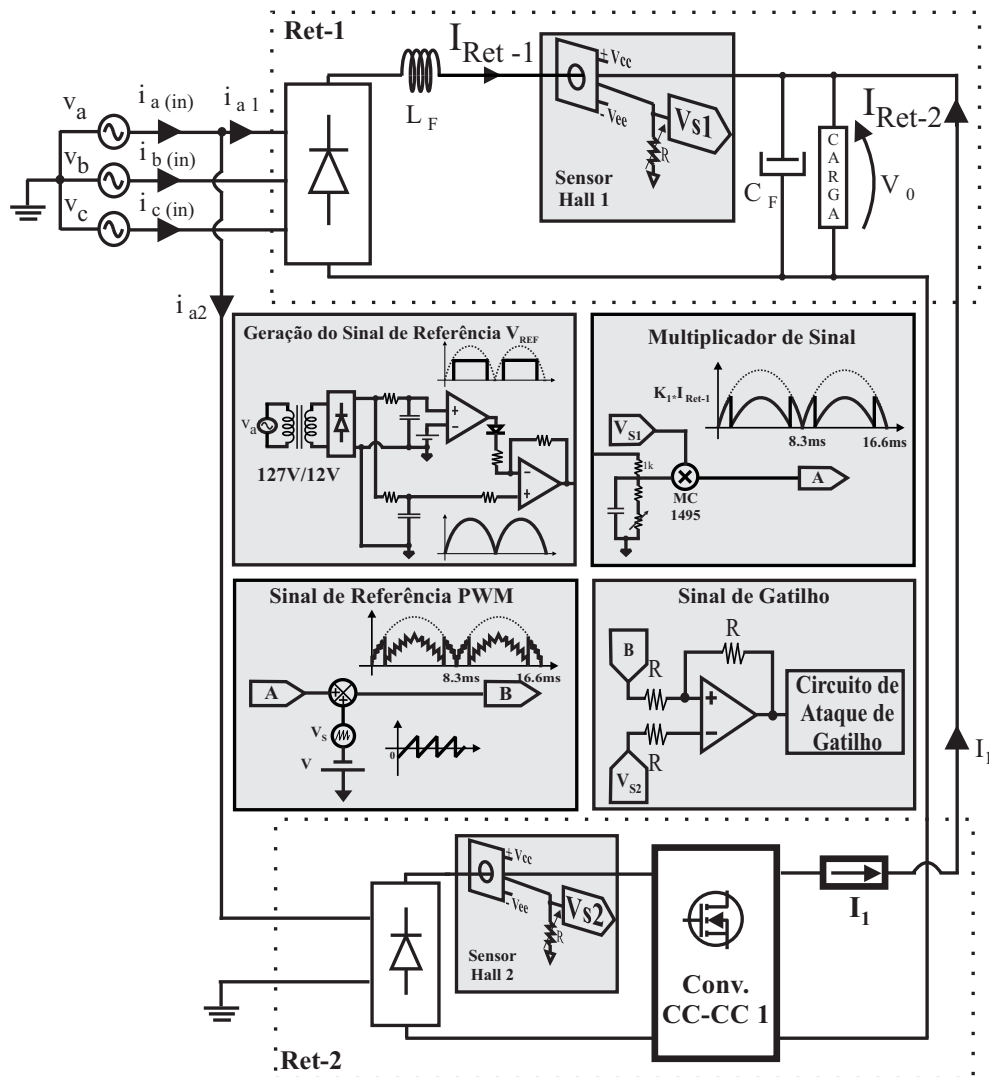 Ret-1
I Ret -1
L F
+ Vcc
- Vee
Vs1
R
Sensor
Hall 1
C F
CARGA
V 0
I Ret-2
v a
v b
v c
i a (in)
i a 1
i b (in)
i c (in)
i a2
Geração do Sinal de Referência V REF
v a
127V/12V
+
-
-
+
Multiplicador de Sinal
K1*I Ret-1
8.3ms
16.6ms
V S1
1k
MC
1495
A
Sinal de Referência PWM
8.3ms
16.6ms
A
B
V s
V
0
Sinal de Gatilho
B
R
R
+
-
R
V S2
Circuito de
Ataque de
Gatilho
I 1
+ Vcc
- Vee
Vs2
R
Sensor
Hall 2
Conv.
CC-CC 1
I 1
Ret-2